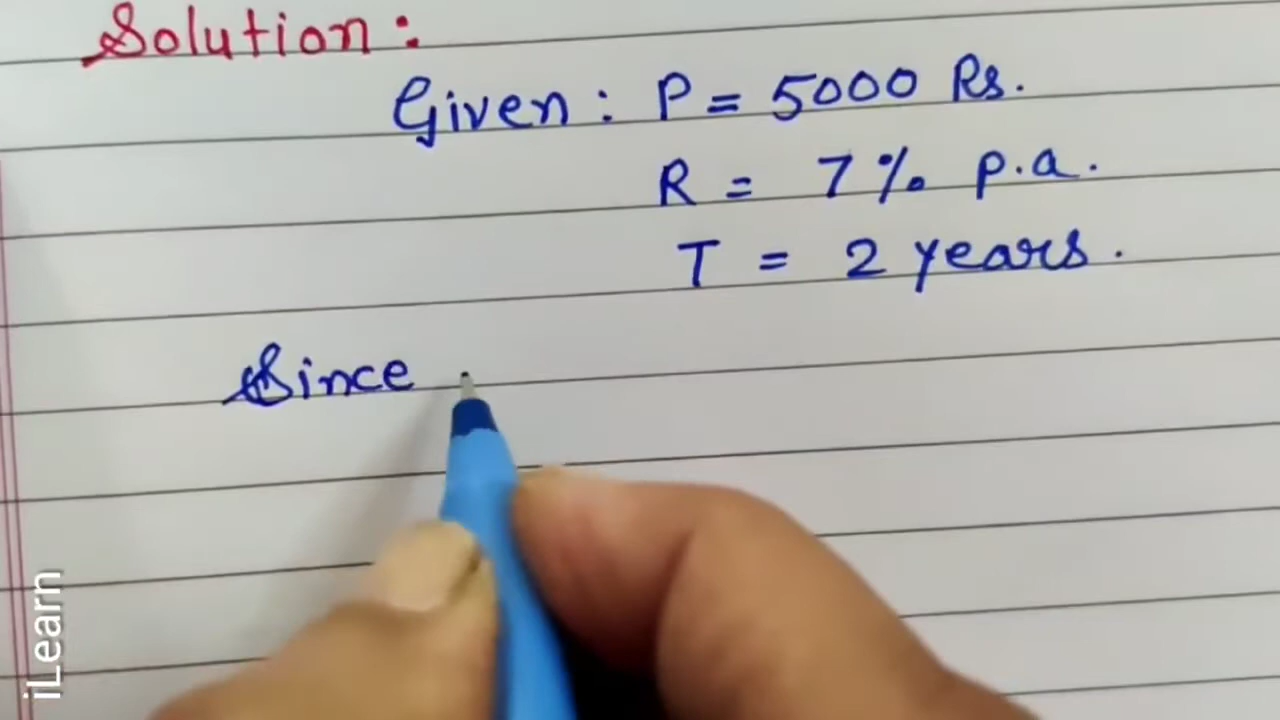 Solution:
Given: P = 5000 Rs.
R = 7% p.a.
T = 2 years.
Since
iLearn